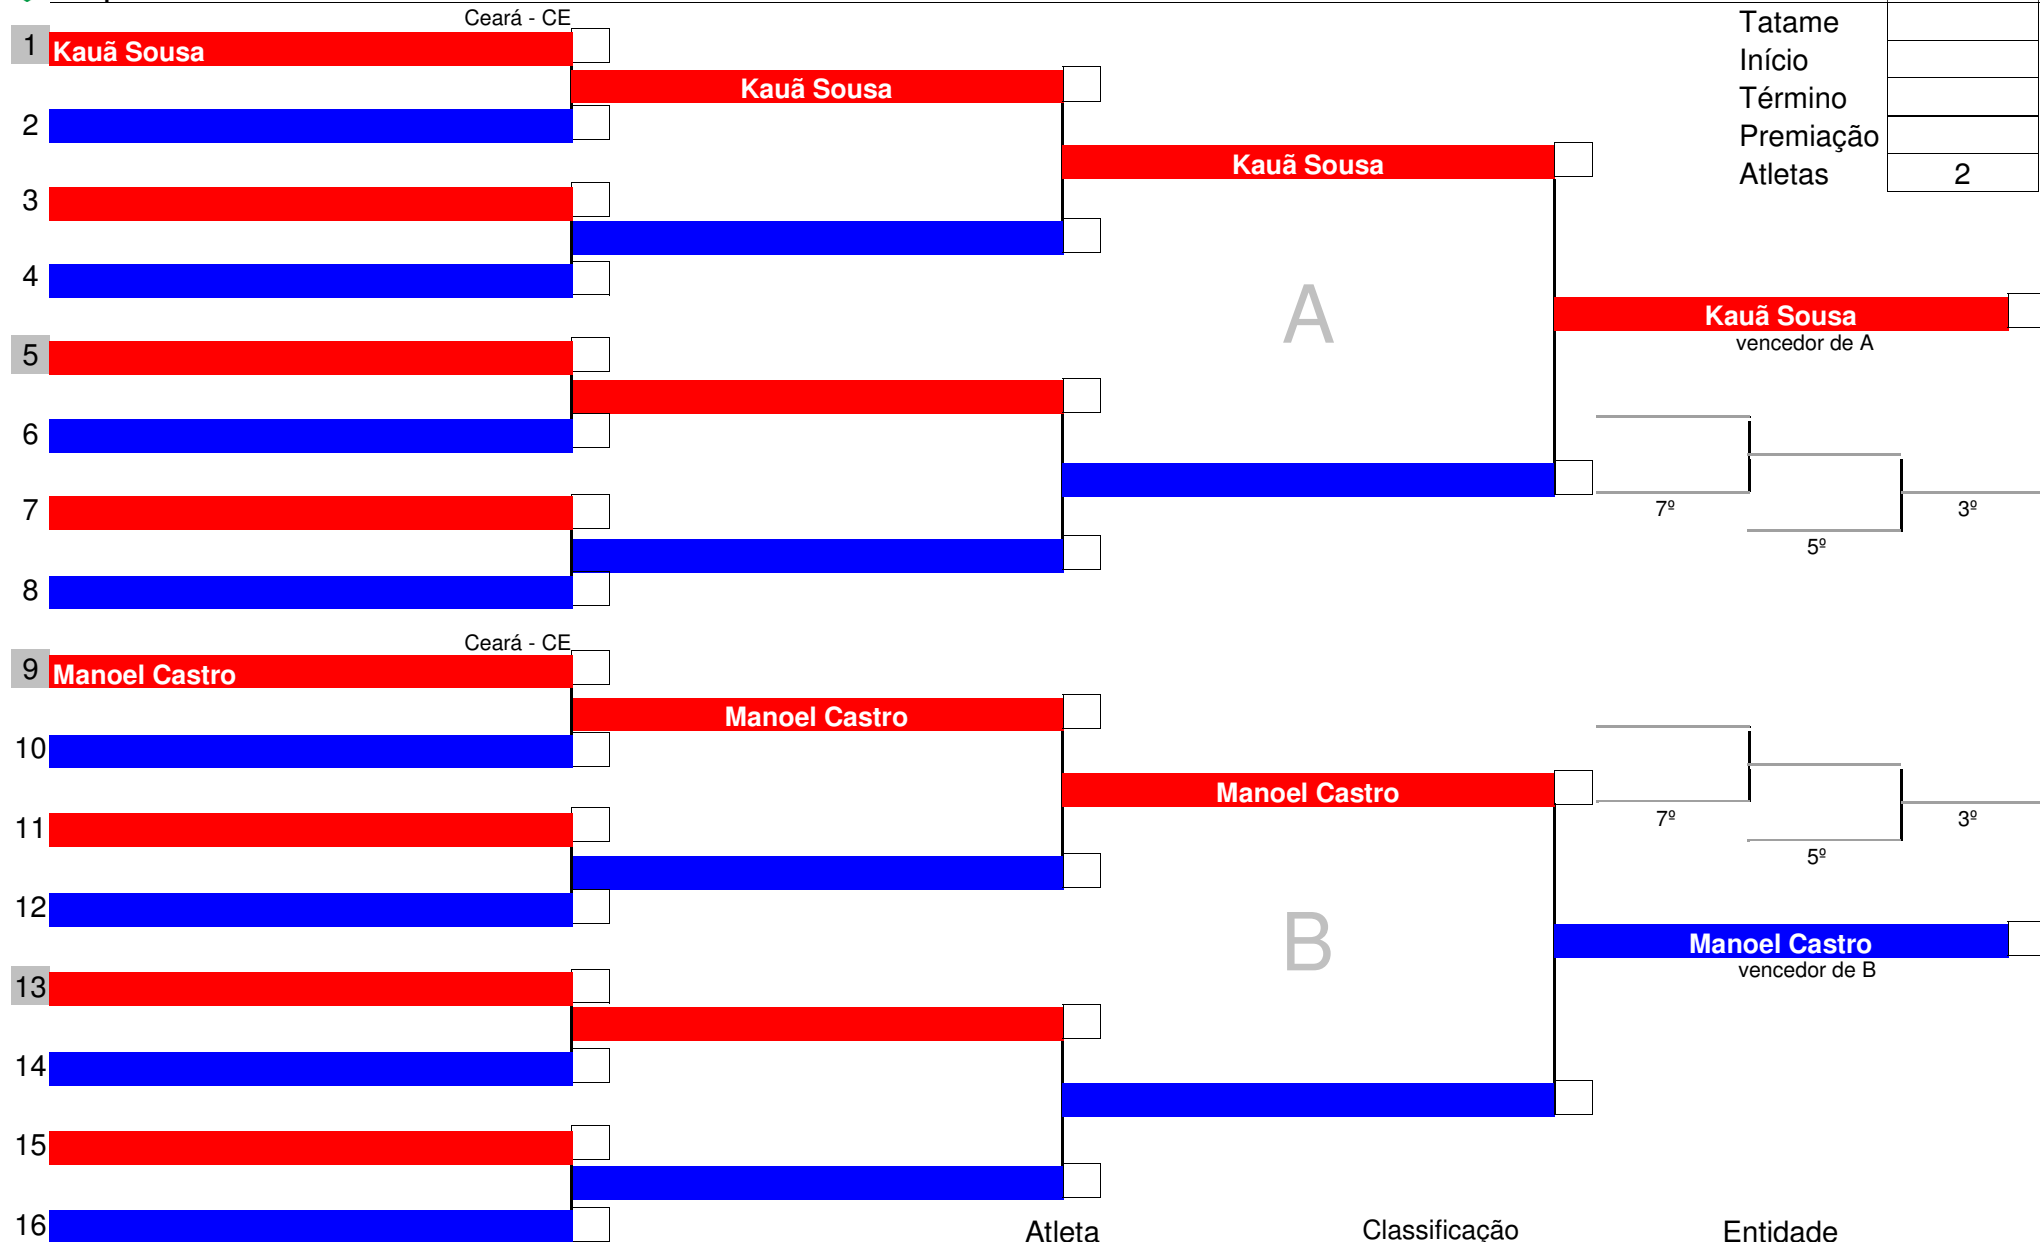 Ceará - CE
Tatame
1 Kauã Sousa
Início
Kauã Sousa
Término
2
Premiação
Kauã Sousa
Atletas 2
3
4
A
Kauã Sousa
vencedor de A
5
6
7
7º 3º
5º
8
Ceará - CE
9 Manoel Castro
Manoel Castro
10
Manoel Castro
11
7º 3º
5º
12
B
Manoel Castro
vencedor de B
13
14
15
16
Atleta Classificação Entidade